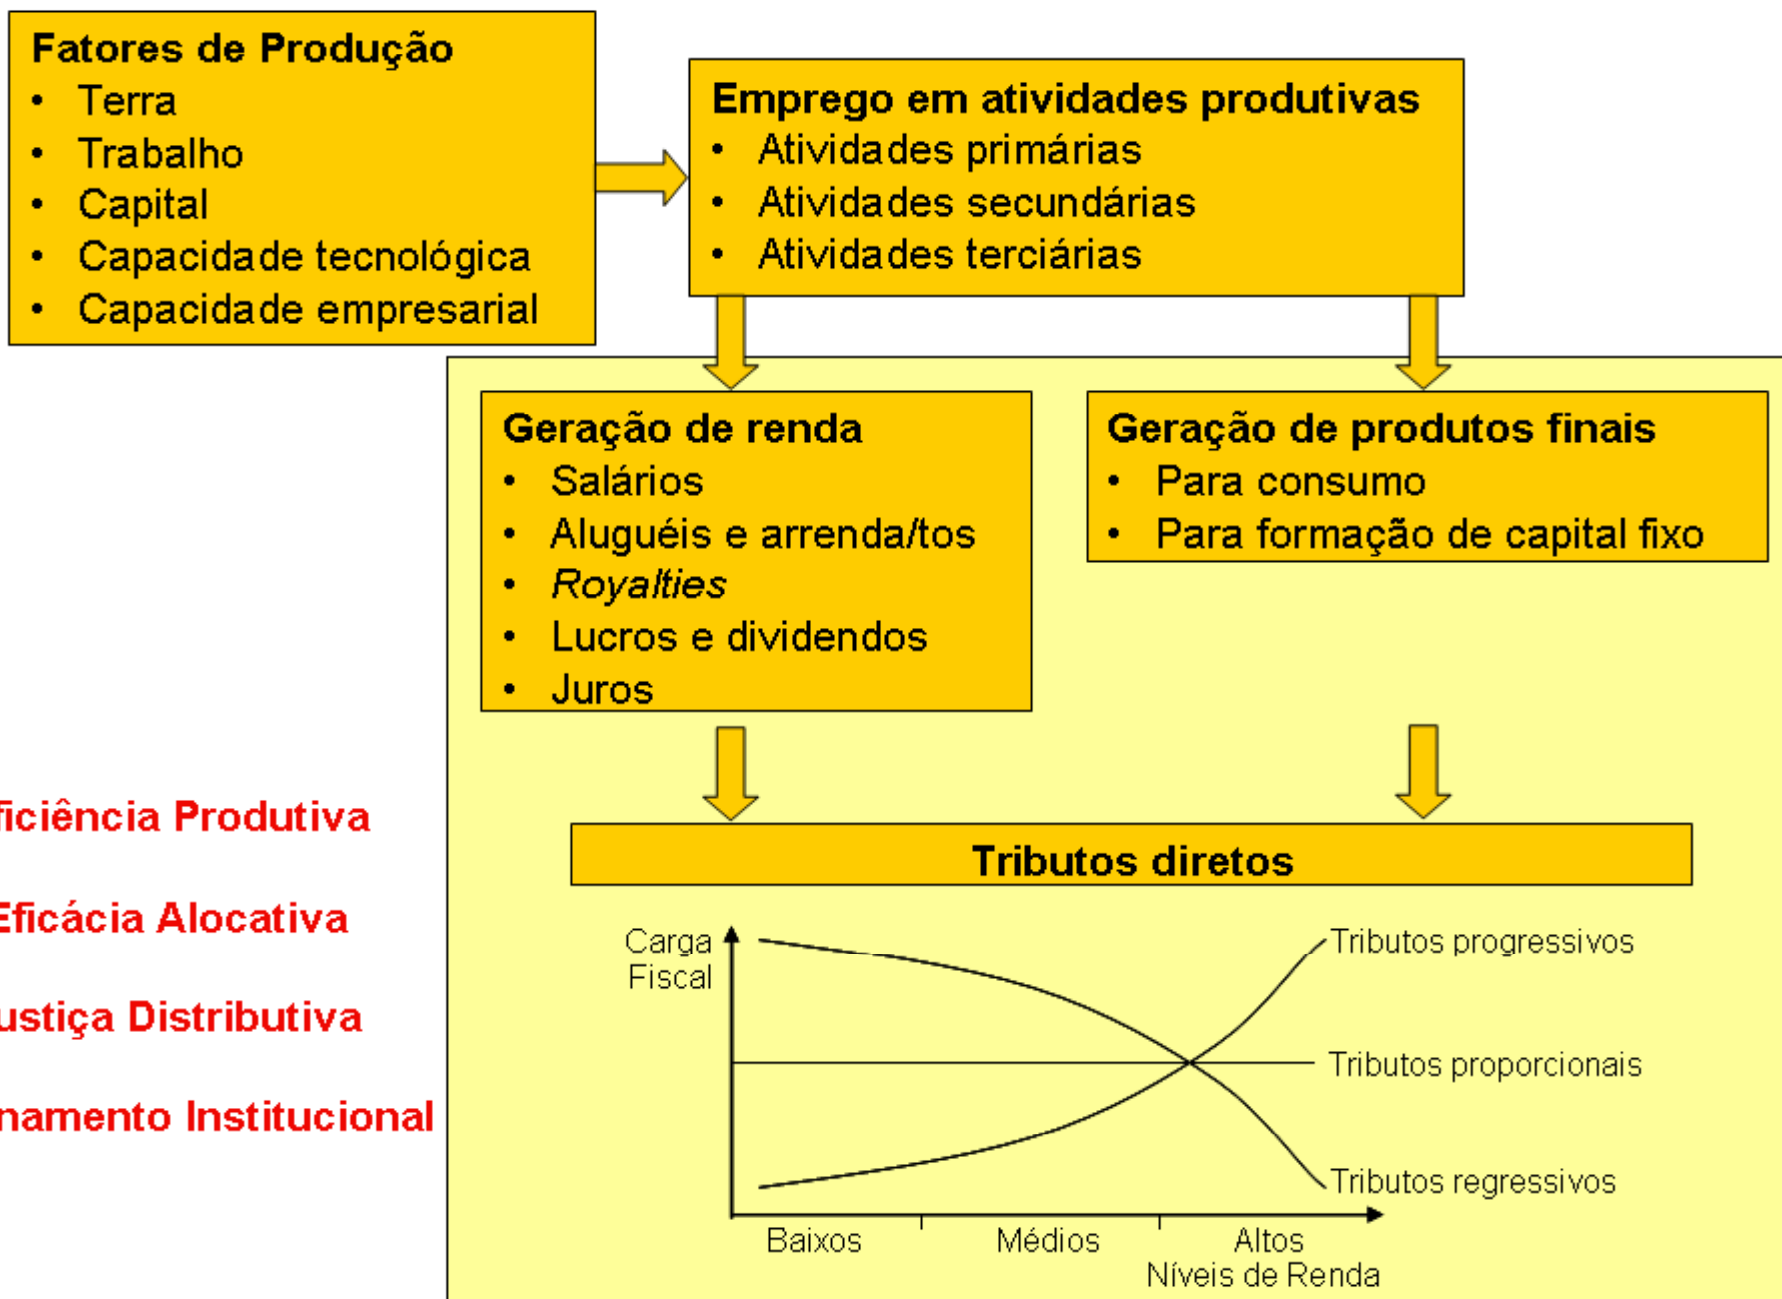 Fatores de Produção
• Terra
• Trabalho
• Capital
• Capacidade tecnológica
• Capacidade empresarial
Emprego em atividades produtivas
• Atividades primárias
• Atividades secundárias
• Atividades terciárias
Geração de renda
• Salários
• Aluguéis e arrenda/tos
• Royalties
• Lucros e dividendos
• Juros
Geração de produtos finais
• Para consumo
• Para formação de capital fixo
Tributos diretos
ficiência Produtiva
Eficácia Alocativa
ustiça Distributiva
namento Institucional
Carga
Fiscal
Tributos progressivos
Tributos proporcionais
Tributos regressivos
Baixos Médios Altos
Níveis de Renda